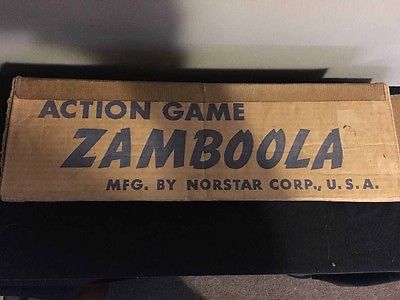 ACTION GAME
ZAMBOOLA
MFG. BY NORSTAR CORP., U.S.A.